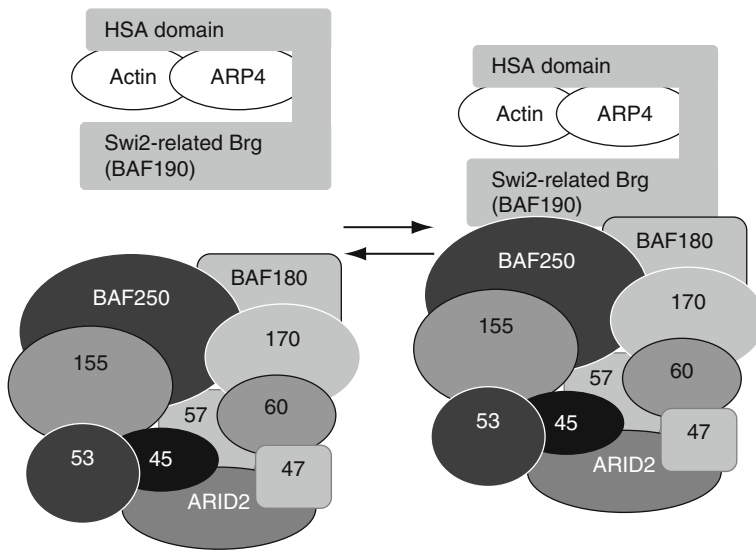 HSA domain
Actin
ARP4
Swi2-related Brg
(BAF190)
BAF180
BAF250
170
155
60
57
53
45
47
ARID2
HSA domain
Actin
ARP4
Swi2-related Brg
(BAF190)
BAF180
BAF250
170
155
60
57
53
45
47
ARID2